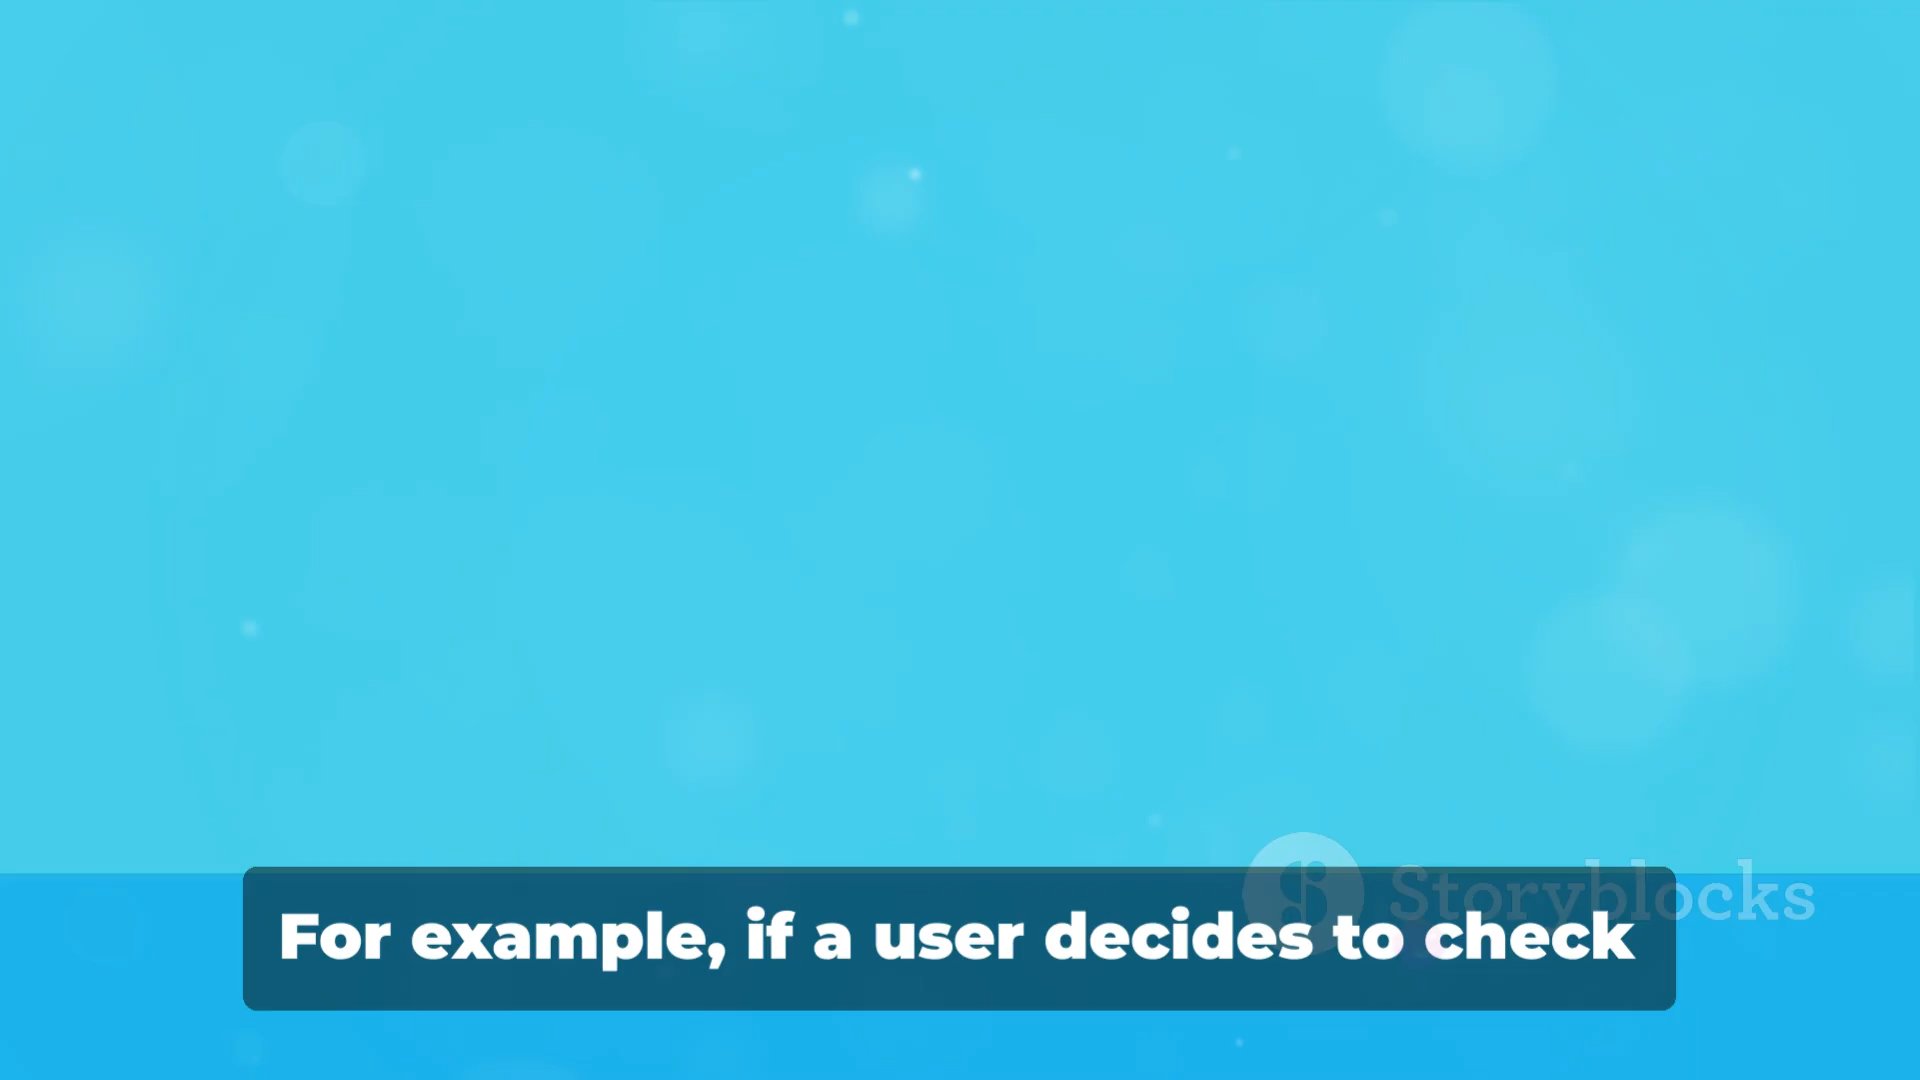 Storyblocks
For example, if a user decides to check